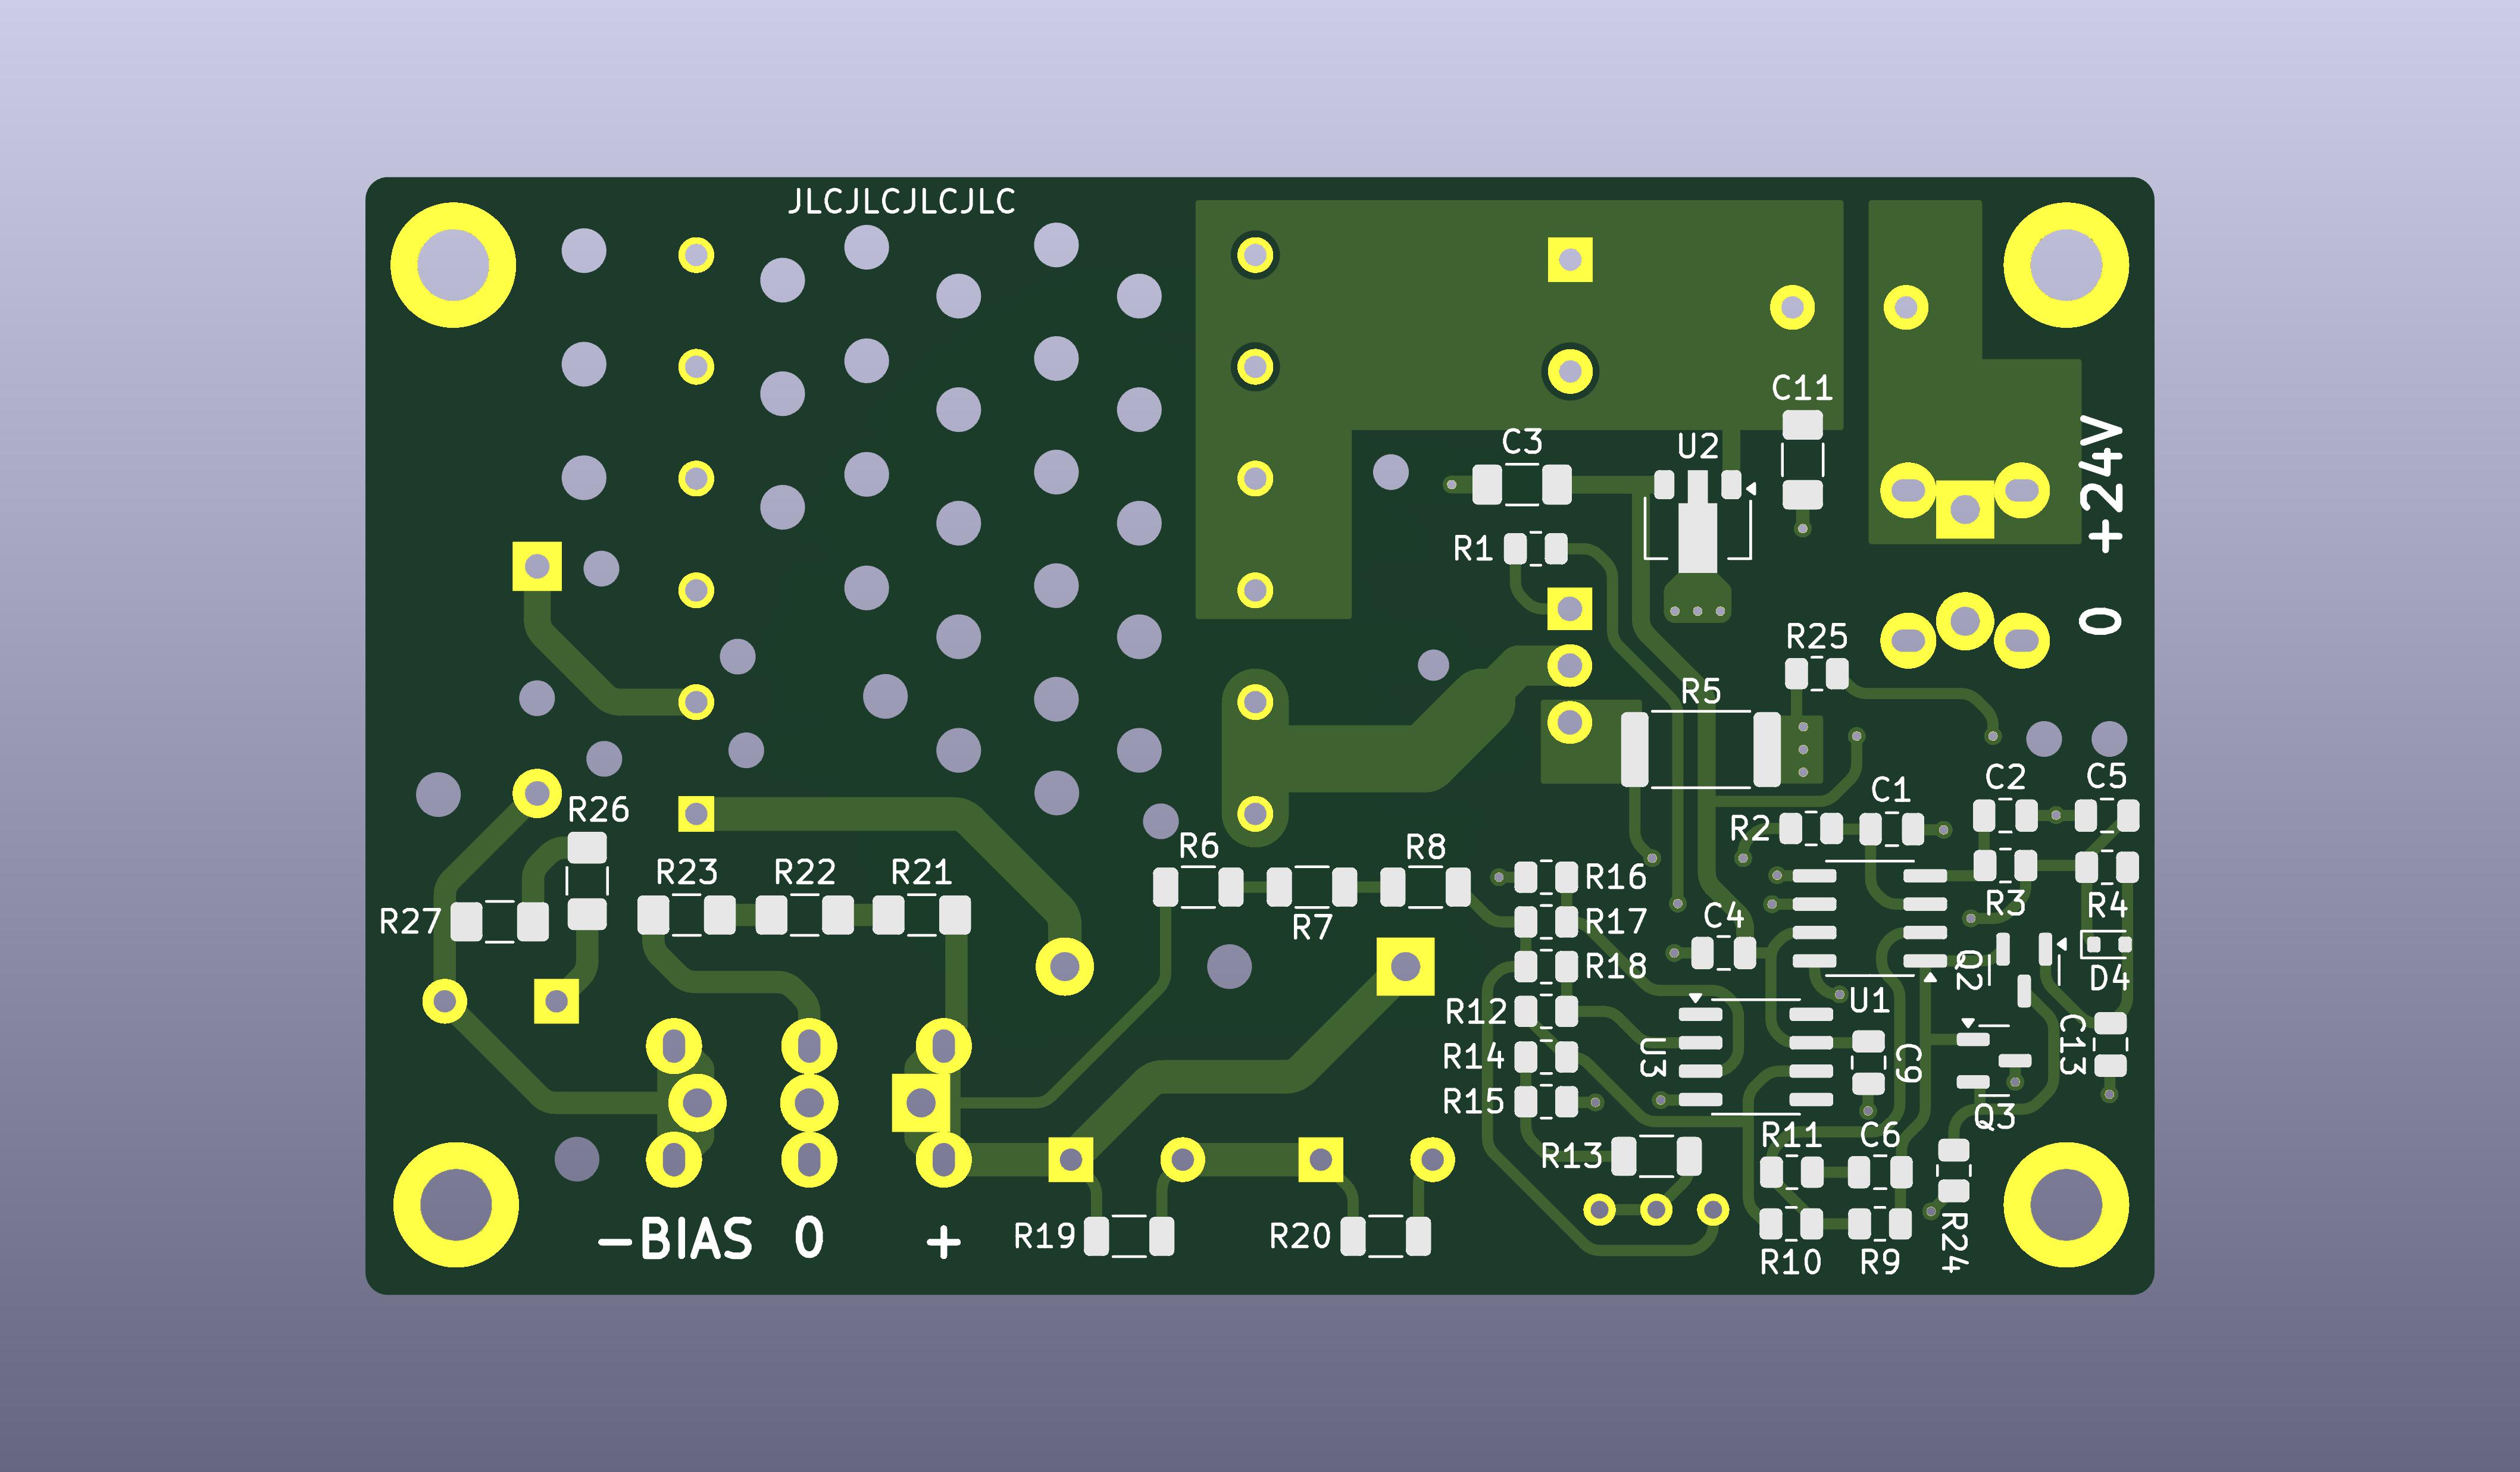 JLCJLCJLCJLC
C11
C3
U2
+24V
R1
0
R25
R5
C2
C5
C1
R26
R2
R6
R8
R23
R22
R21
R16
R3
R4
R27
R7
R17
C4
R18
Q2
D4
U1
R12
C13
R14
U3
C9
R15
Q3
R11
C6
R13
-BIAS 0 +
R19
R20
R24
R10
R9